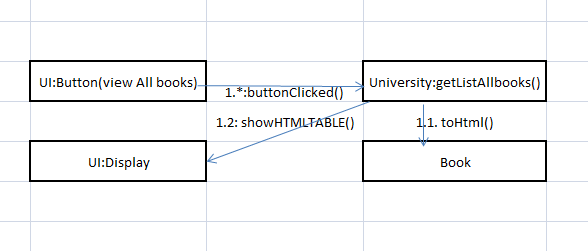 UI:Button(view All books)
University:getListAllbooks()
1.*:buttonClicked()
1.2: showHTMLTABLE()
1.1. toHtml()
UI:Display
Book